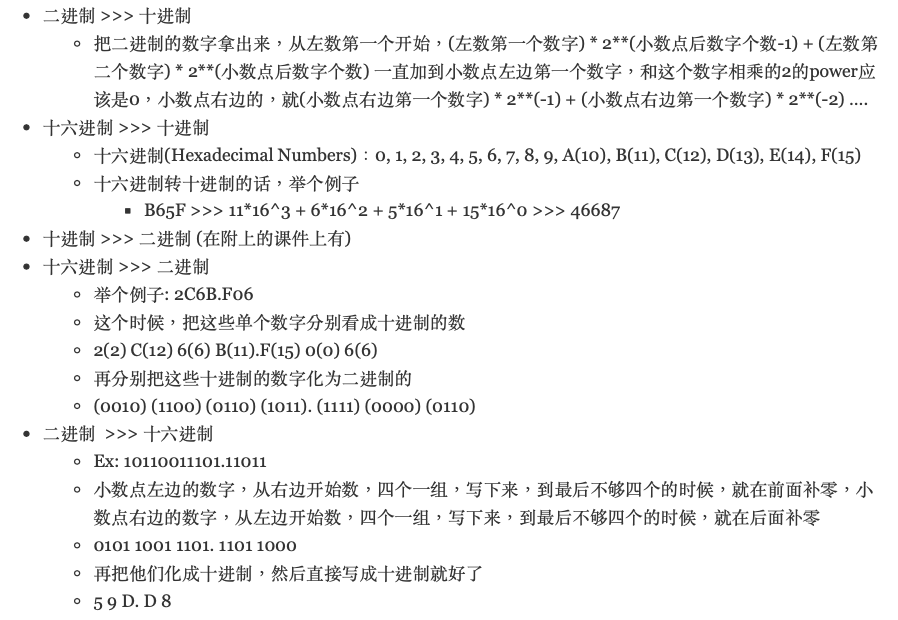 • 二进制 >>> 十进制
◦ 把二进制的数字拿出来，从左数第一个开始，(左数第一个数字) * 2**(小数点后数字个数-1) + (左数第
二个数字) * 2**(小数点后数字个数) 一直加到小数点左边第一个数字，和这个数字相乘的2的power应
该是0，小数点右边的，就(小数点右边第一个数字) * 2**(-1) + (小数点右边第一个数字) * 2**(-2) ....
• 十六进制 >>> 十进制
◦ 十六进制(Hexadecimal Numbers)：0, 1, 2, 3, 4, 5, 6, 7, 8, 9, A(10), B(11), C(12), D(13), E(14), F(15)
◦ 十六进制转十进制的话，举个例子
▪ B65F >>> 11*16^3 + 6*16^2 + 5*16^1 + 15*16^0 >>> 46687
• 十进制 >>> 二进制 (在附上的课件上有)
• 十六进制 >>> 二进制
◦ 举个例子: 2C6B.F06
◦ 这个时候，把这些单个数字分别看成十进制的数
◦ 2(2) C(12) 6(6) B(11).F(15) 0(0) 6(6)
◦ 再分别把这些十进制的数字化为二进制的
◦ (0010) (1100) (0110) (1011). (1111) (0000) (0110)
• 二进制 >>> 十六进制
◦ Ex: 10110011101.11011
◦ 小数点左边的数字，从右边开始数，四个一组，写下来，到最后不够四个的时候，就在前面补零，小
数点右边的数字，从左边开始数，四个一组，写下来，到最后不够四个的时候，就在后面补零
◦ 0101 1001 1101. 1101 1000
◦ 再把他们化成十进制，然后直接写成十进制就好了
◦ 5 9 D. D 8